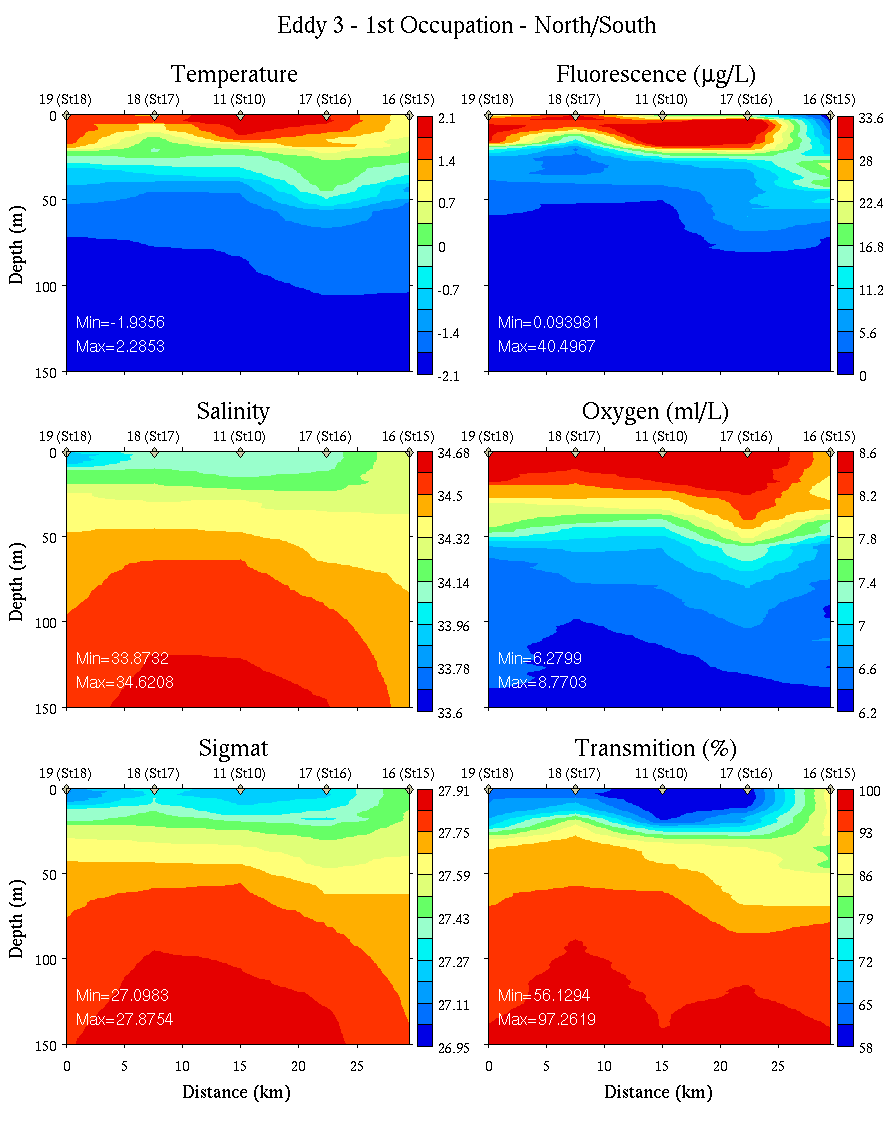 Eddy 3 - 1st Occupation - North/South
Temperature
19 (St18) 18 (St17) 11 (St10) 17 (St16) 16 (St15)
0
50
100
150
Depth (m)
Min=-1.9356
Max=2.2853
2.1
1.4
0.7
0
-0.7
-1.4
-2.1
Fluorescence (µg/L)
19 (St18) 18 (St17) 11 (St10) 17 (St16) 16 (St15)
Min=0.093981
Max=40.4967
33.6
28
22.4
16.8
11.2
5.6
0
Salinity
19 (St18) 18 (St17) 11 (St10) 17 (St16) 16 (St15)
0
50
100
150
Depth (m)
Min=33.8732
Max=34.6208
34.68
34.5
34.32
34.14
33.96
33.78
33.6
Oxygen (ml/L)
19 (St18) 18 (St17) 11 (St10) 17 (St16) 16 (St15)
Min=6.2799
Max=8.7703
8.6
8.2
7.8
7.4
7
6.6
6.2
Sigmat
19 (St18) 18 (St17) 11 (St10) 17 (St16) 16 (St15)
0
50
100
150
Depth (m)
Min=27.0983
Max=27.8754
27.91
27.75
27.59
27.43
27.27
27.11
26.95
0 5 10 15 20 25
Distance (km)
Transmition (%)
19 (St18) 18 (St17) 11 (St10) 17 (St16) 16 (St15)
Min=56.1294
Max=97.2619
100
93
86
79
72
65
58
0 5 10 15 20 25
Distance (km)